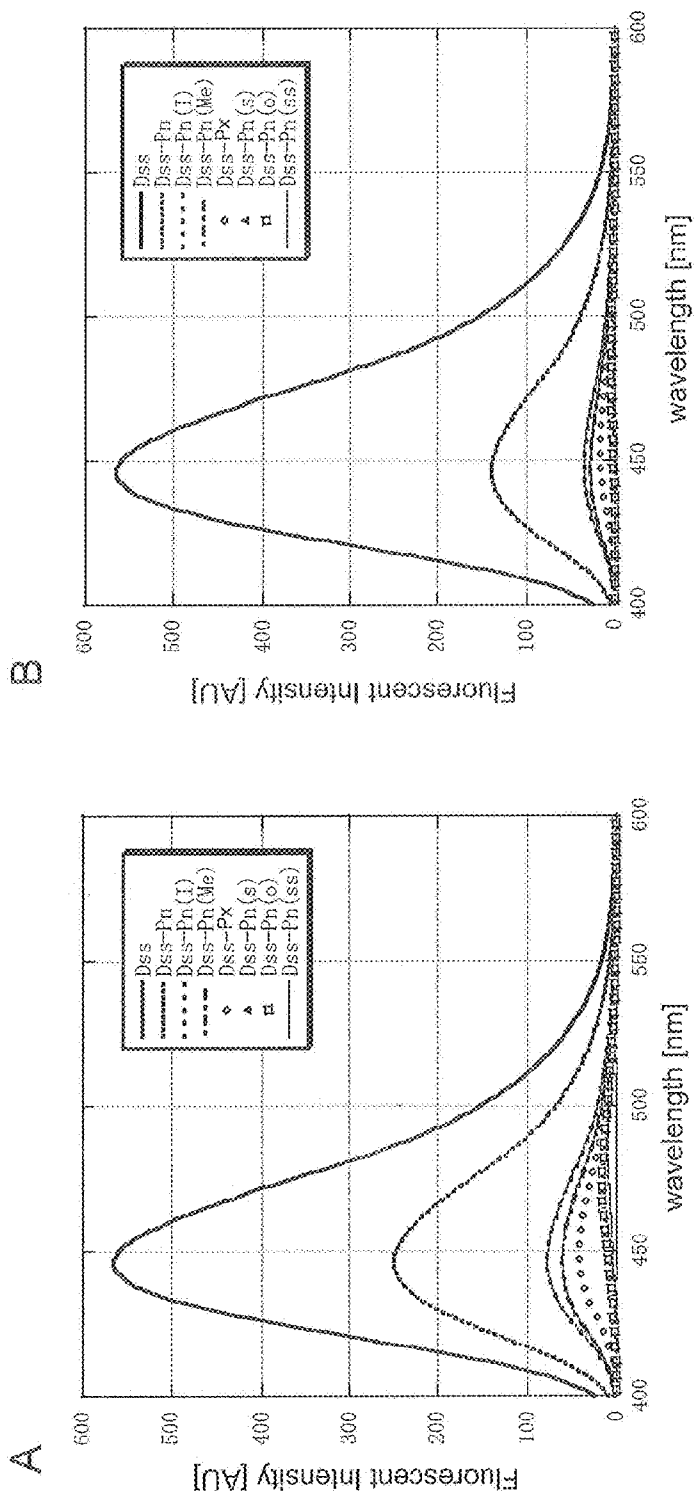 A
Fluorescent Intensity [AU]
600
500
400
300
200
100
0
400
450
500
550
600
wavelength [nm]
Dss
Dss-Pn
Dss-Pn(I)
Dss-Pn(Me)
Dss-Px
Dss-Pn(s)
Dss-Pn(o)
Dss-Pn(ss)
B
Fluorescent Intensity [AU]
600
500
400
300
200
100
0
400
450
500
550
600
wavelength [nm]
Dss
Dss-Pn
Dss-Pn(I)
Dss-Pn(Me)
Dss-Px
Dss-Pn(s)
Dss-Pn(o)
Dss-Pn(ss)